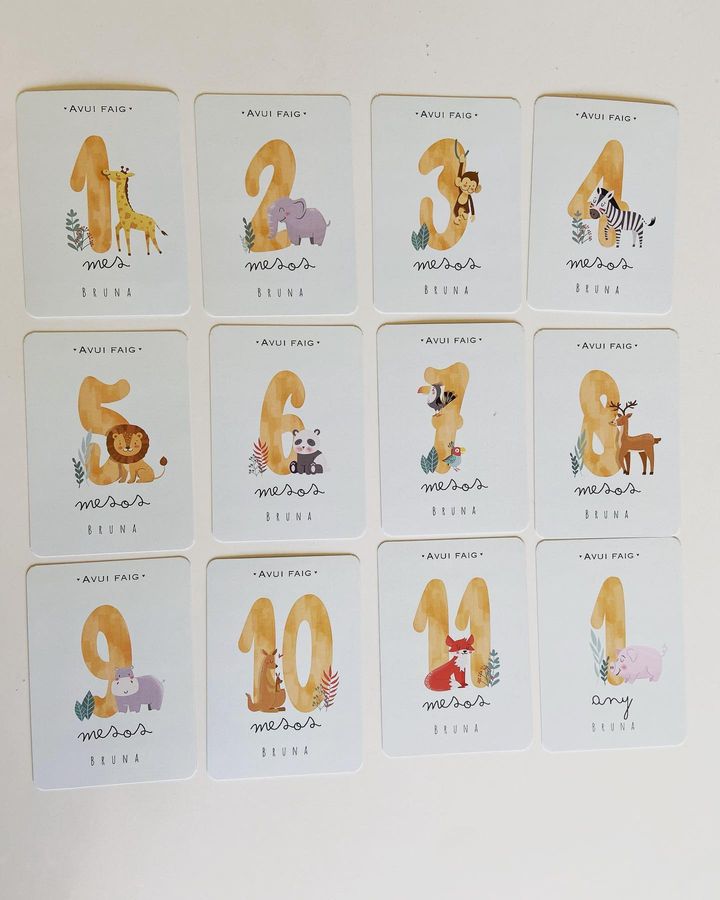 AVUI FAIG
1
mes
BRUNA
AVUI FAIG
2
mesos
BRUNA
AVUI FAIG
3
mesos
BRUNA
AVUI FAIG
4
mesos
BRUNA
AVUI FAIG
5
mesos
BRUNA
AVUI FAIG
6
mesos
BRUNA
AVUI FAIG
7
mesos
BRUNA
AVUI FAIG
8
mesos
BRUNA
AVUI FAIG
9
mesos
BRUNA
AVUI FAIG
10
mesos
BRUNA
AVUI FAIG
11
mesos
BRUNA
AVUI FAIG
1
any
BRUNA